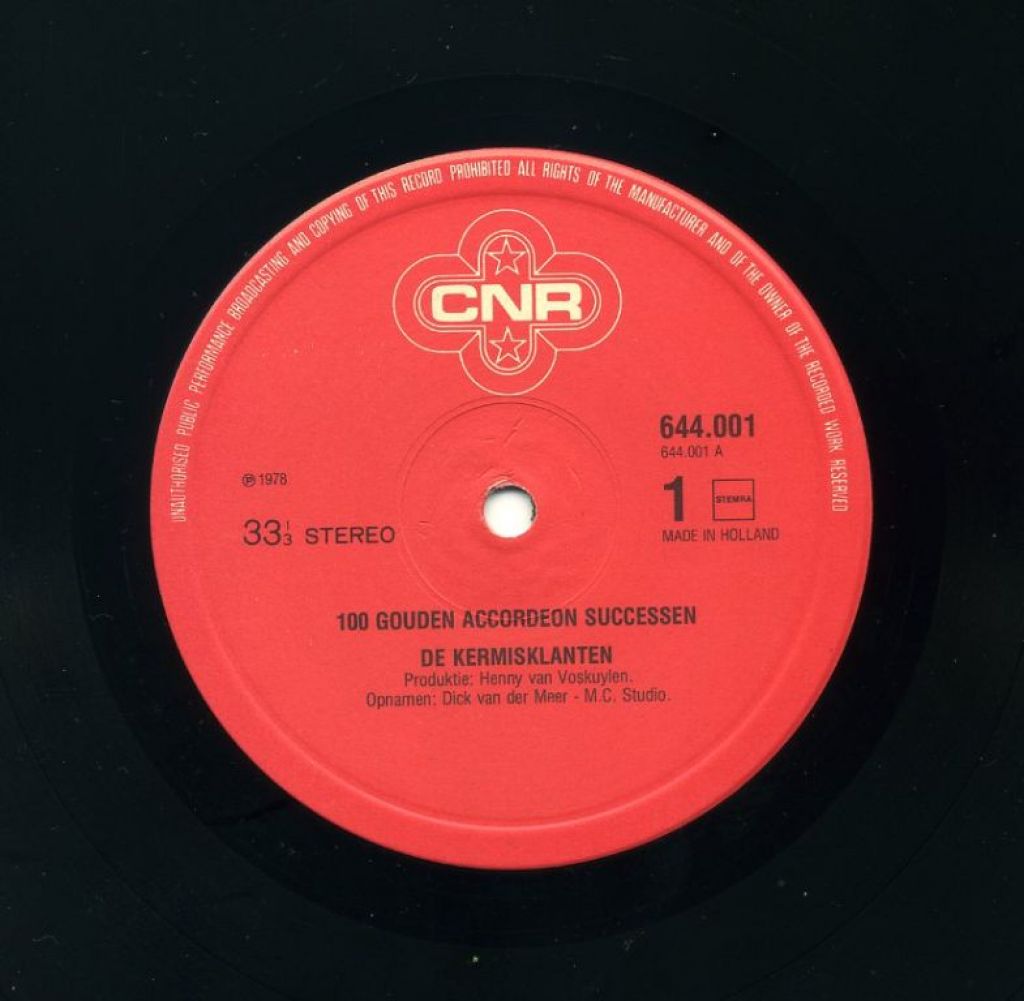 UNAUTHORISED PUBLIC PERFORMANCE BROADCASTING AND COPYING OF THIS RECORD PROHIBITED ALL RIGHTS OF THE MANUFACTURER AND OF THE OWNER OF THE RECORDED WORK RESERVED
CNR
644.001
644.001 A
℗ 1978
1 STEMRA
33 1/3 STEREO
MADE IN HOLLAND
100 GOUDEN ACCORDEON SUCCESSEN
DE KERMISKLANTEN
Produktie: Henny van Voskuylen.
Opnamen: Dick van der Meer - M.C. Studio.